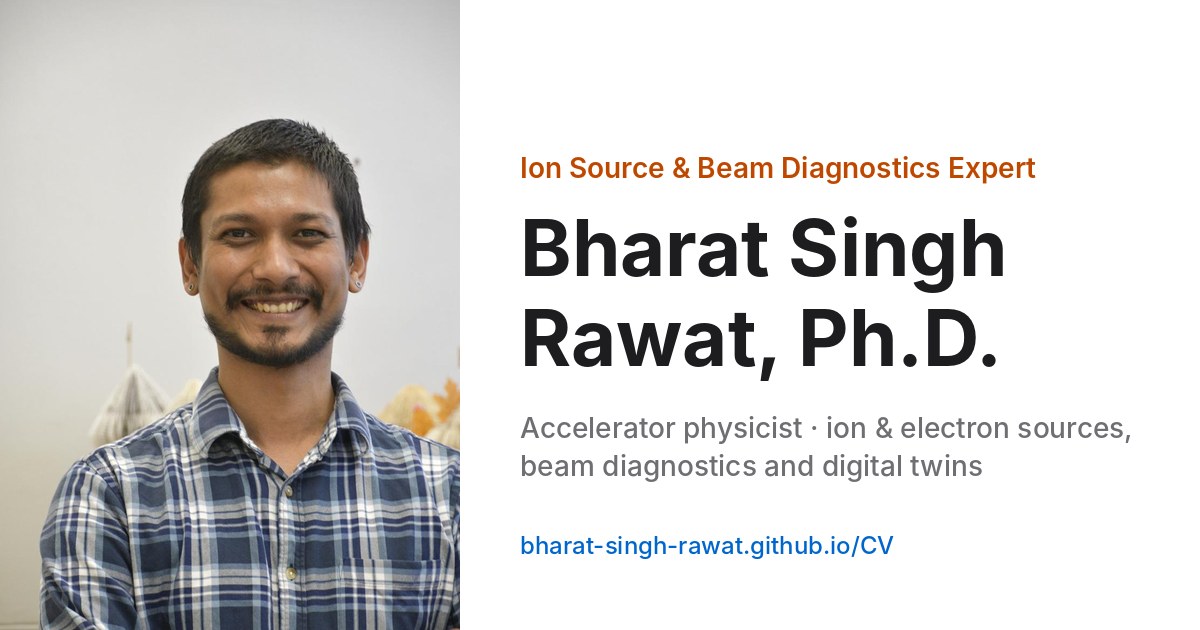 Ion Source & Beam Diagnostics Expert
Bharat Singh
Rawat, Ph.D.
Accelerator physicist · ion & electron sources,
beam diagnostics and digital twins
bharat-singh-rawat.github.io/CV